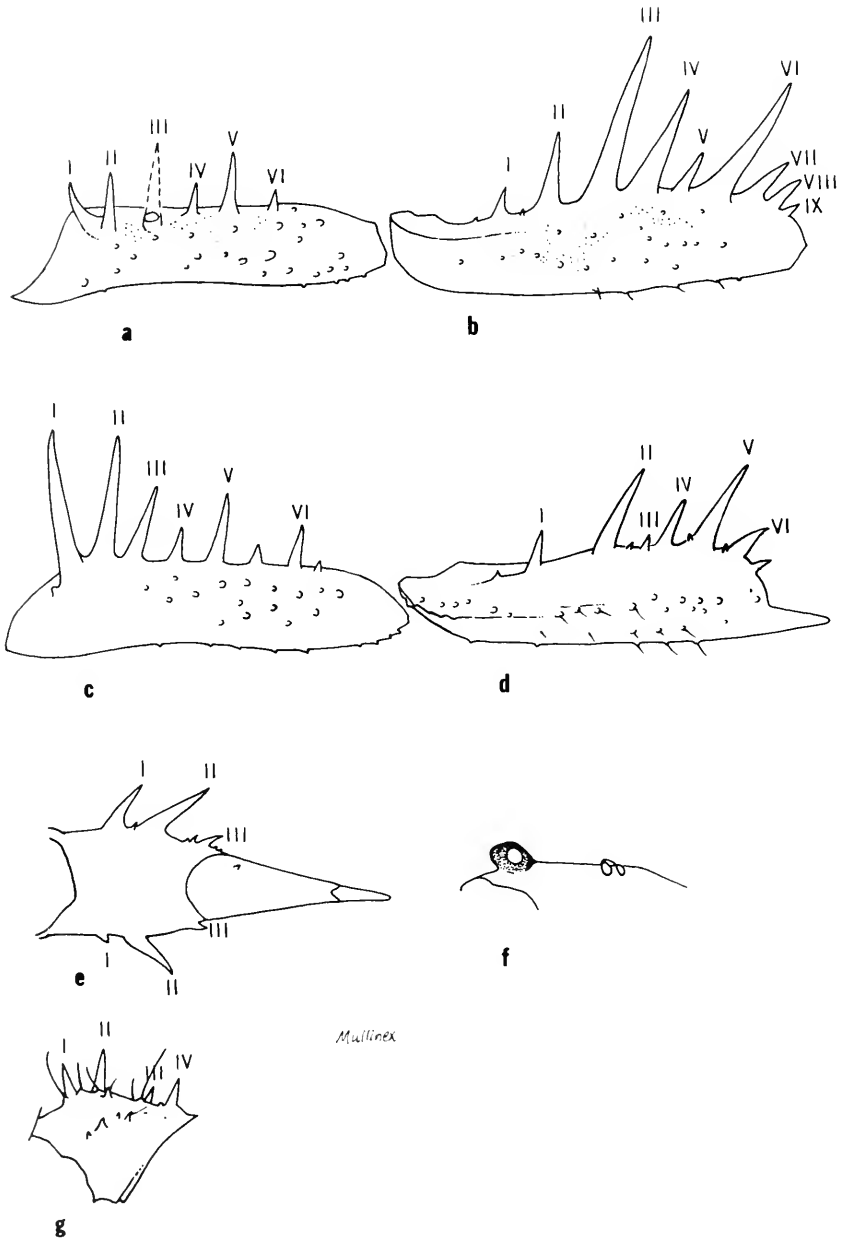 I II III IV V VI
a
I II III IV V VI VII VIII IX
b
I II III IV V VI
c
I II III IV V VI
d
I II III
I II III
e
f
Mullinex
I II III IV
g